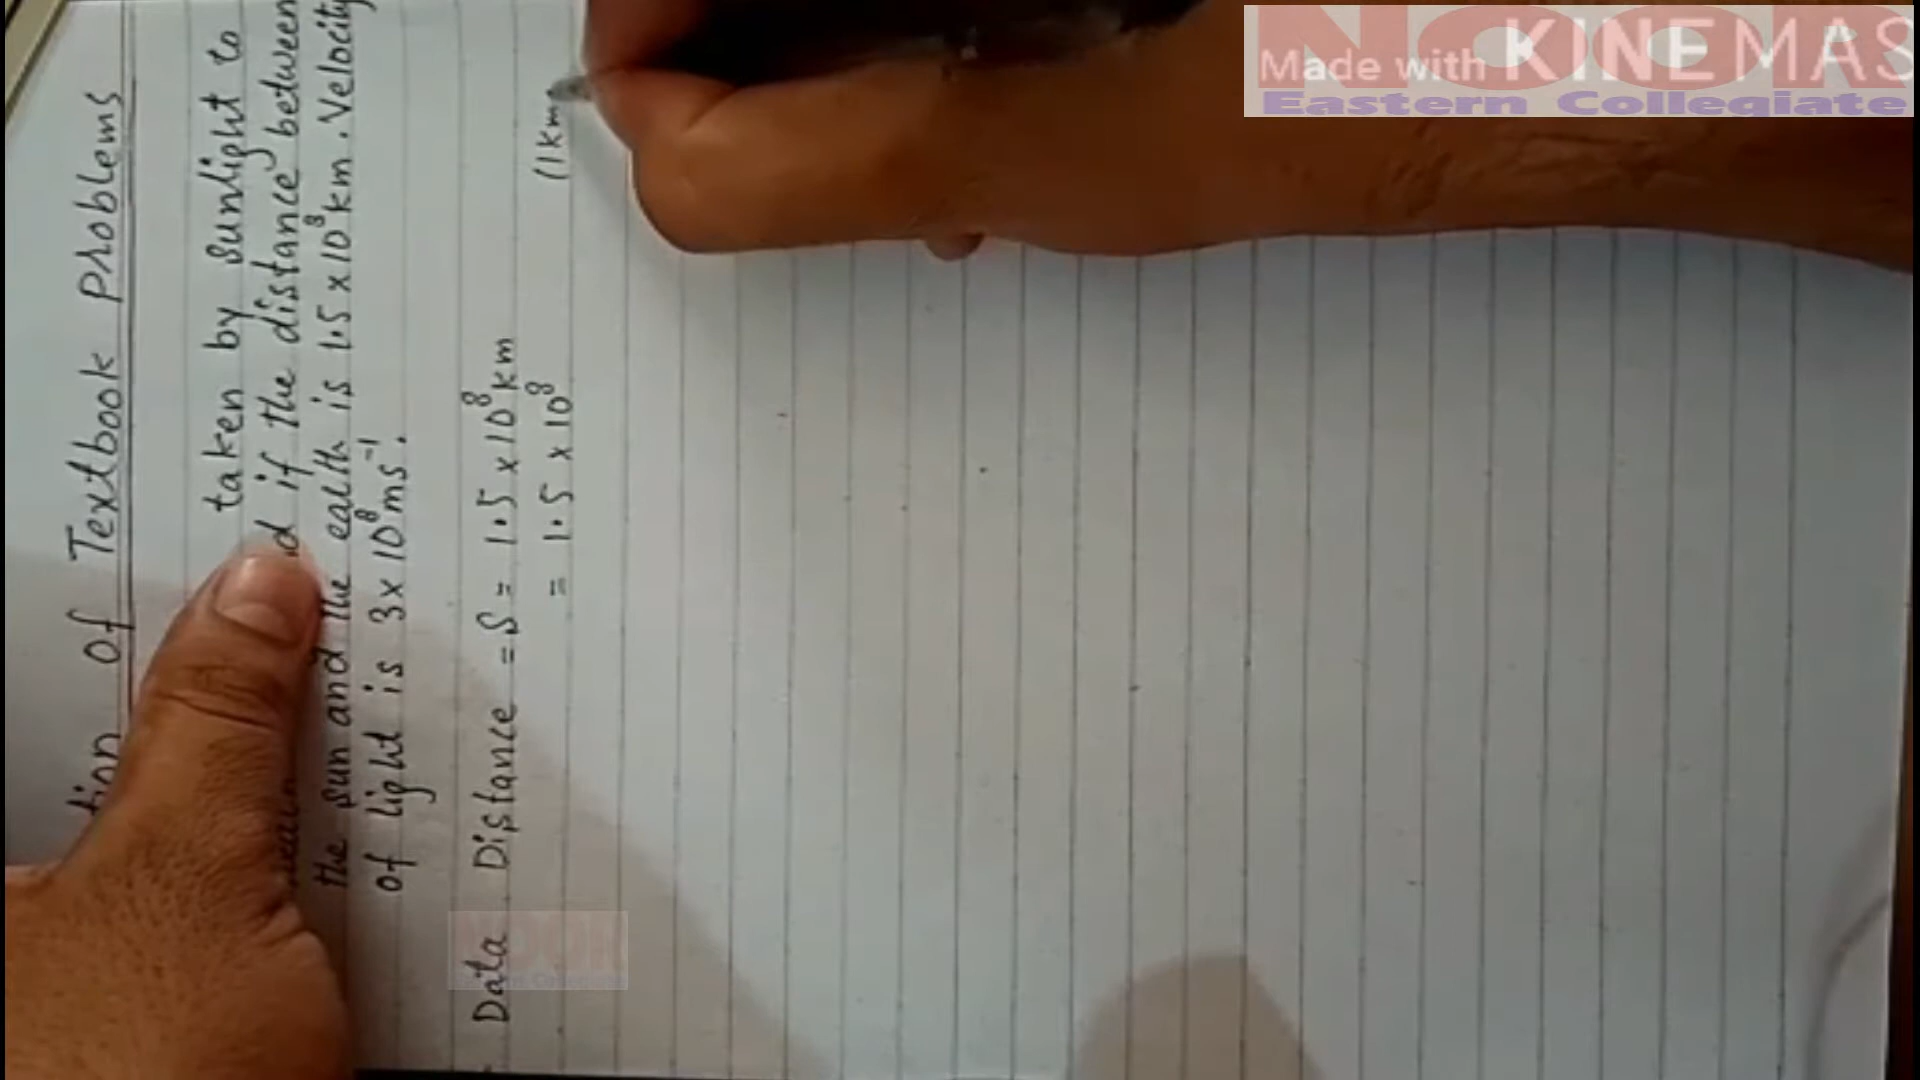 Made with KINEMAS
NOOR
Eastern Collegiate
tion of Textbook Problems
taken by sunlight to
d if the distance between
the sun and the earth is 1.5 x 10⁸ km. Velocity
of light is 3 x 10⁸ ms⁻¹.
Data. Distance = S = 1.5 x 10⁸ km
= 1.5 x 10⁸ (1km